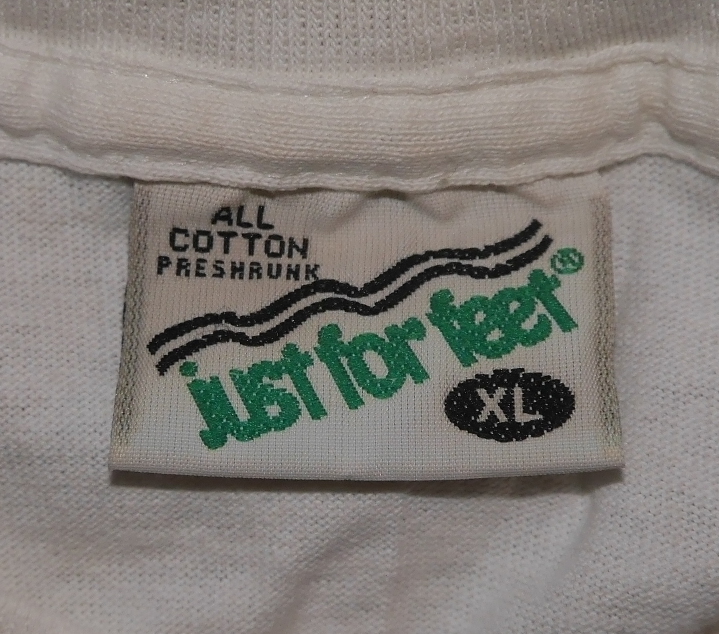 ALL
COTTON
PRESHRUNK
just for feet®
XL